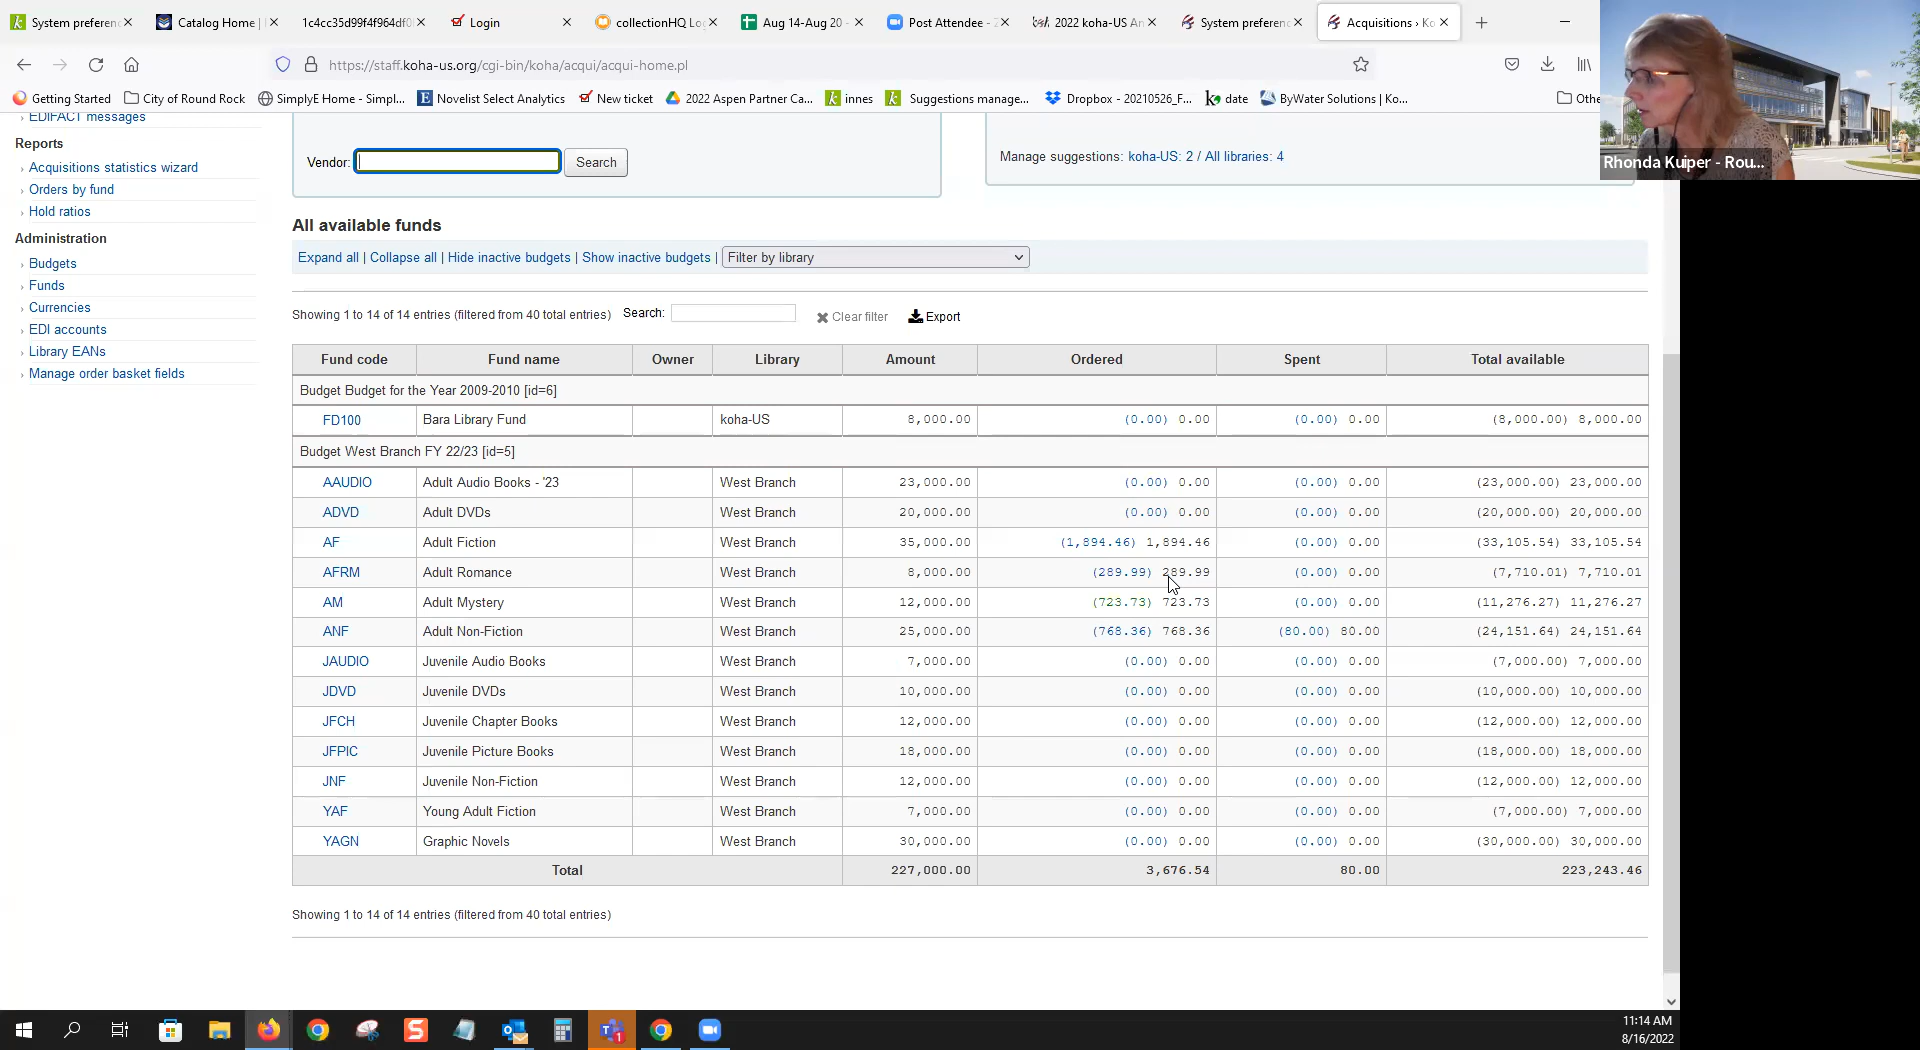 System preferenc
Catalog Home |
1c4cc35d99f4f964df0
Login
collectionHQ Lo
Aug 14-Aug 20 -
Post Attendee -
2022 koha-US An
System preferenc
Acquisitions › Ko
https://staff.koha-us.org/cgi-bin/koha/acqui/acqui-home.pl
Getting Started
City of Round Rock
SimplyE Home - Simpl...
Novelist Select Analytics
New ticket
2022 Aspen Partner Ca...
innes
Suggestions manage...
Dropbox - 20210526_F...
date
ByWater Solutions | Ko...
Othe
Rhonda Kuiper - Rou...
EDIFACT messages
Reports
Acquisitions statistics wizard
Orders by fund
Hold ratios
Administration
Budgets
Funds
Currencies
EDI accounts
Library EANs
Manage order basket fields
Vendor: Search
Manage suggestions: koha-US: 2 / All libraries: 4
All available funds
Expand all | Collapse all | Hide inactive budgets | Show inactive budgets | Filter by library
Showing 1 to 14 of 14 entries (filtered from 40 total entries) Search: Clear filter Export
Fund code Fund name Owner Library Amount Ordered Spent Total available
Budget Budget for the Year 2009-2010 [id=6]
FD100 Bara Library Fund koha-US 8,000.00 (0.00) 0.00 (0.00) 0.00 (8,000.00) 8,000.00
Budget West Branch FY 22/23 [id=5]
AAUDIO Adult Audio Books - '23 West Branch 23,000.00 (0.00) 0.00 (0.00) 0.00 (23,000.00) 23,000.00
ADVD Adult DVDs West Branch 20,000.00 (0.00) 0.00 (0.00) 0.00 (20,000.00) 20,000.00
AF Adult Fiction West Branch 35,000.00 (1,894.46) 1,894.46 (0.00) 0.00 (33,105.54) 33,105.54
AFRM Adult Romance West Branch 8,000.00 (289.99) 289.99 (0.00) 0.00 (7,710.01) 7,710.01
AM Adult Mystery West Branch 12,000.00 (723.73) 723.73 (0.00) 0.00 (11,276.27) 11,276.27
ANF Adult Non-Fiction West Branch 25,000.00 (768.36) 768.36 (80.00) 80.00 (24,151.64) 24,151.64
JAUDIO Juvenile Audio Books West Branch 7,000.00 (0.00) 0.00 (0.00) 0.00 (7,000.00) 7,000.00
JDVD Juvenile DVDs West Branch 10,000.00 (0.00) 0.00 (0.00) 0.00 (10,000.00) 10,000.00
JFCH Juvenile Chapter Books West Branch 12,000.00 (0.00) 0.00 (0.00) 0.00 (12,000.00) 12,000.00
JFPIC Juvenile Picture Books West Branch 18,000.00 (0.00) 0.00 (0.00) 0.00 (18,000.00) 18,000.00
JNF Juvenile Non-Fiction West Branch 12,000.00 (0.00) 0.00 (0.00) 0.00 (12,000.00) 12,000.00
YAF Young Adult Fiction West Branch 7,000.00 (0.00) 0.00 (0.00) 0.00 (7,000.00) 7,000.00
YAGN Graphic Novels West Branch 30,000.00 (0.00) 0.00 (0.00) 0.00 (30,000.00) 30,000.00
Total 227,000.00 3,676.54 80.00 223,243.46
Showing 1 to 14 of 14 entries (filtered from 40 total entries)
11:14 AM
8/16/2022